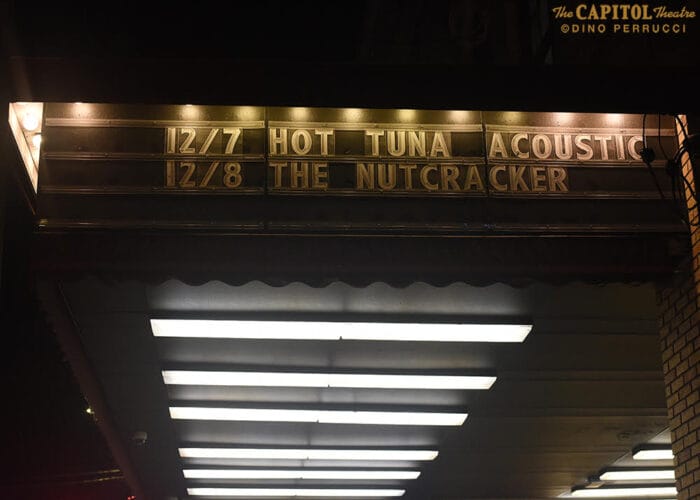 The CAPITOL Theatre
©DINO PERRUCCI
12/7 HOT TUNA ACOUSTIC
12/8 THE NUTCRACKER